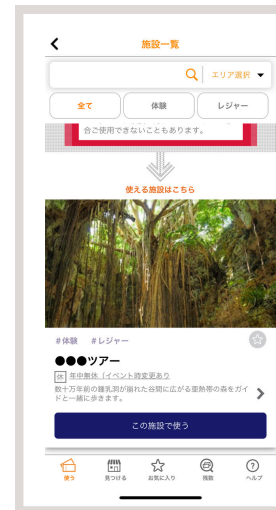 施設一覧
エリア選択 ▼
全て
体験
レジャー
合ご使用できないこともあります。
使える施設はこちら
#体験 #レジャー
●●●ツアー
休 年中無休（イベント時変更あり
数十万年前の鍾乳洞が崩れた谷間に広がる亜熱帯の森をガイ
ドと一緒に歩きます。
この施設で使う
使う
見つける
お気に入り
残数
ヘルプ